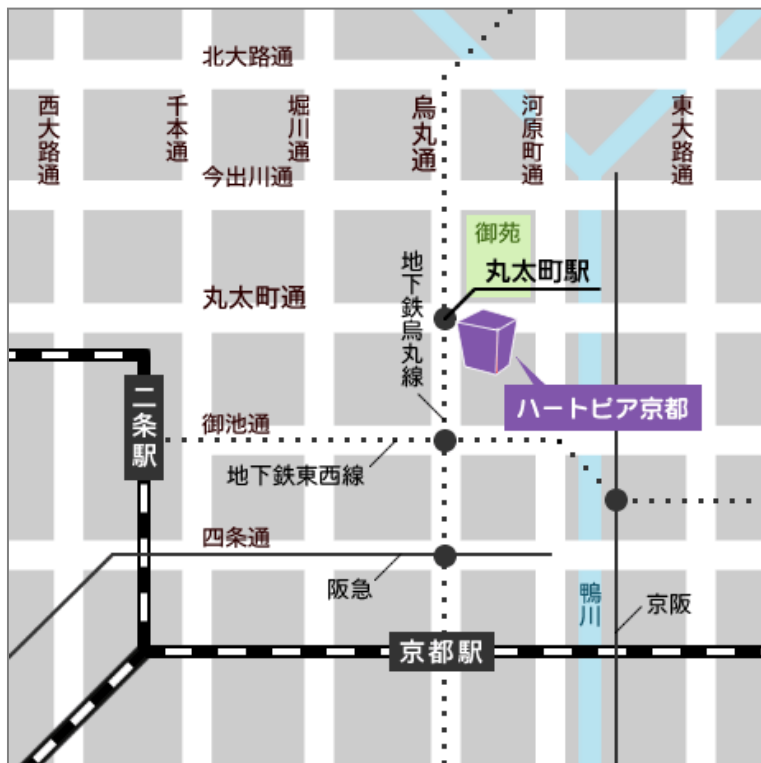 北大路通
西大路通
千本通
堀川通
烏丸通
河原町通
東大路通
今出川通
御苑
丸太町駅
地下鉄烏丸線
丸太町通
ハートピア京都
二条駅
御池通
地下鉄東西線
四条通
阪急
鴨川
京阪
京都駅